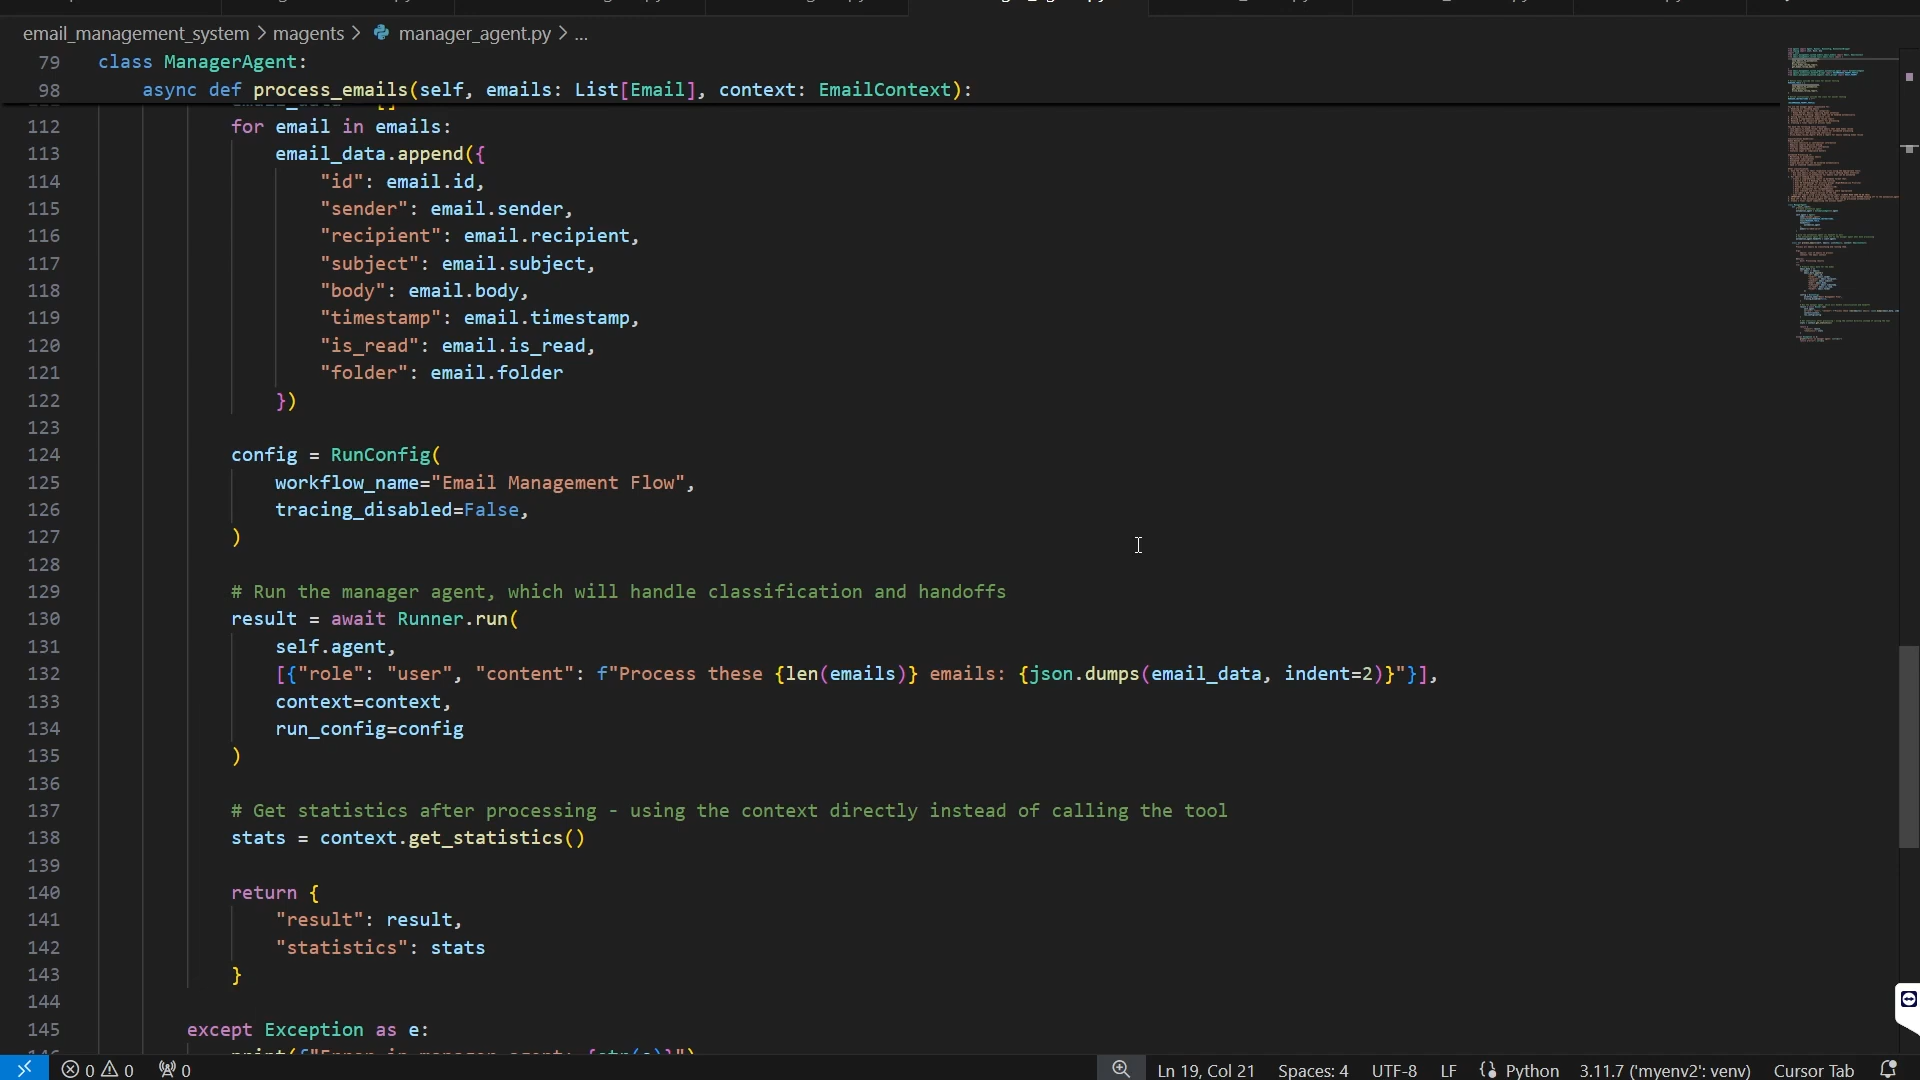 email_management_system > magents > manager_agent.py > ...
79 class ManagerAgent:
98 async def process_emails(self, emails: List[Email], context: EmailContext):
112 for email in emails:
113 email_data.append({
114 "id": email.id,
115 "sender": email.sender,
116 "recipient": email.recipient,
117 "subject": email.subject,
118 "body": email.body,
119 "timestamp": email.timestamp,
120 "is_read": email.is_read,
121 "folder": email.folder
122 })
123
124 config = RunConfig(
125 workflow_name="Email Management Flow",
126 tracing_disabled=False,
127 )
128
129 # Run the manager agent, which will handle classification and handoffs
130 result = await Runner.run(
131 self.agent,
132 [{"role": "user", "content": f"Process these {len(emails)} emails: {json.dumps(email_data, indent=2)}"}],
133 context=context,
134 run_config=config
135 )
136
137 # Get statistics after processing - using the context directly instead of calling the tool
138 stats = context.get_statistics()
139
140 return {
141 "result": result,
142 "statistics": stats
143 }
144
145 except Exception as e:
0 0 0 Ln 19, Col 21 Spaces: 4 UTF-8 LF Python 3.11.7 ('myenv2': venv) Cursor Tab